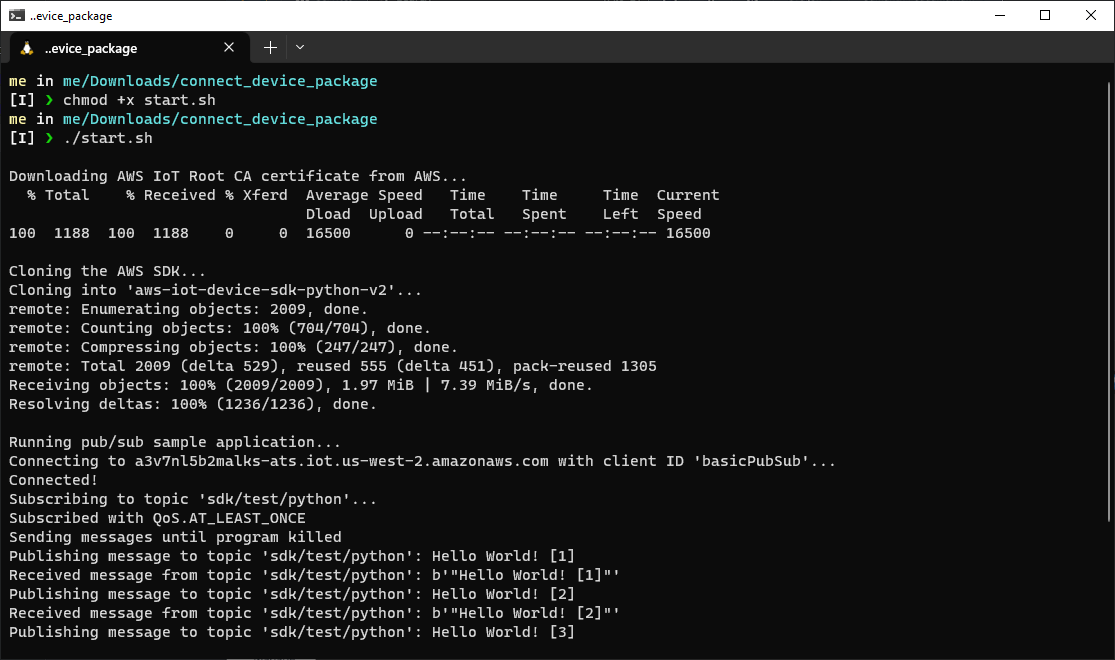 ..evice_package
..evice_package
me in me/Downloads/connect_device_package
[I] ❯ chmod +x start.sh
me in me/Downloads/connect_device_package
[I] ❯ ./start.sh
Downloading AWS IoT Root CA certificate from AWS...
% Total % Received % Xferd Average Speed Time Time Time Current
Dload Upload Total Spent Left Speed
100 1188 100 1188 0 0 16500 0 --:--:-- --:--:-- --:--:-- 16500
Cloning the AWS SDK...
Cloning into 'aws-iot-device-sdk-python-v2'...
remote: Enumerating objects: 2009, done.
remote: Counting objects: 100% (704/704), done.
remote: Compressing objects: 100% (247/247), done.
remote: Total 2009 (delta 529), reused 555 (delta 451), pack-reused 1305
Receiving objects: 100% (2009/2009), 1.97 MiB | 7.39 MiB/s, done.
Resolving deltas: 100% (1236/1236), done.
Running pub/sub sample application...
Connecting to a3v7nl5b2malks-ats.iot.us-west-2.amazonaws.com with client ID 'basicPubSub'...
Connected!
Subscribing to topic 'sdk/test/python'...
Subscribed with QoS.AT_LEAST_ONCE
Sending messages until program killed
Publishing message to topic 'sdk/test/python': Hello World! [1]
Received message from topic 'sdk/test/python': b'"Hello World! [1]"'
Publishing message to topic 'sdk/test/python': Hello World! [2]
Received message from topic 'sdk/test/python': b'"Hello World! [2]"'
Publishing message to topic 'sdk/test/python': Hello World! [3]